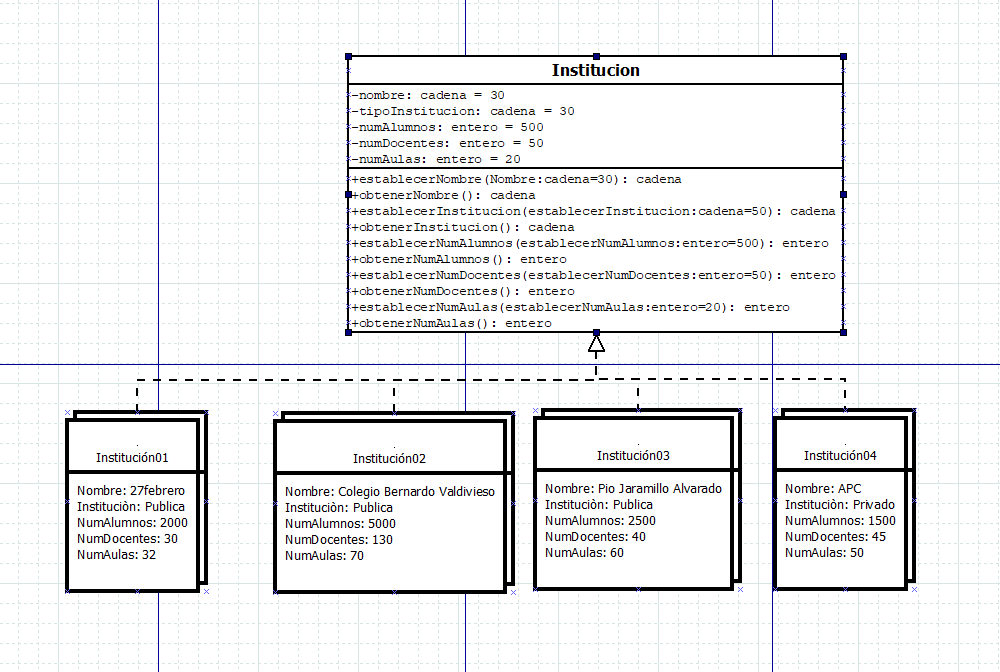 Institucion
-nombre: cadena = 30
-tipoInstitucion: cadena = 30
-numAlumnos: entero = 500
-numDocentes: entero = 50
-numAulas: entero = 20
+establecerNombre(Nombre:cadena=30): cadena
+obtenerNombre(): cadena
+establecerInstitucion(establecerInstitucion:cadena=50): cadena
+obtenerInstitucion(): cadena
+establecerNumAlumnos(establecerNumAlumnos:entero=500): entero
+obtenerNumAlumnos(): entero
+establecerNumDocentes(establecerNumDocentes:entero=50): entero
+obtenerNumDocentes(): entero
+establecerNumAulas(establecerNumAulas:entero=20): entero
+obtenerNumAulas(): entero
Institución01
Nombre: 27febrero
Instituciòn: Publica
NumAlumnos: 2000
NumDocentes: 30
NumAulas: 32
Institución02
Nombre: Colegio Bernardo Valdivieso
Instituciòn: Publica
NumAlumnos: 5000
NumDocentes: 130
NumAulas: 70
Institución03
Nombre: Pio Jaramillo Alvarado
Instituciòn: Publica
NumAlumnos: 2500
NumDocentes: 40
NumAulas: 60
Institución04
Nombre: APC
Instituciòn: Privado
NumAlumnos: 1500
NumDocentes: 45
NumAulas: 50